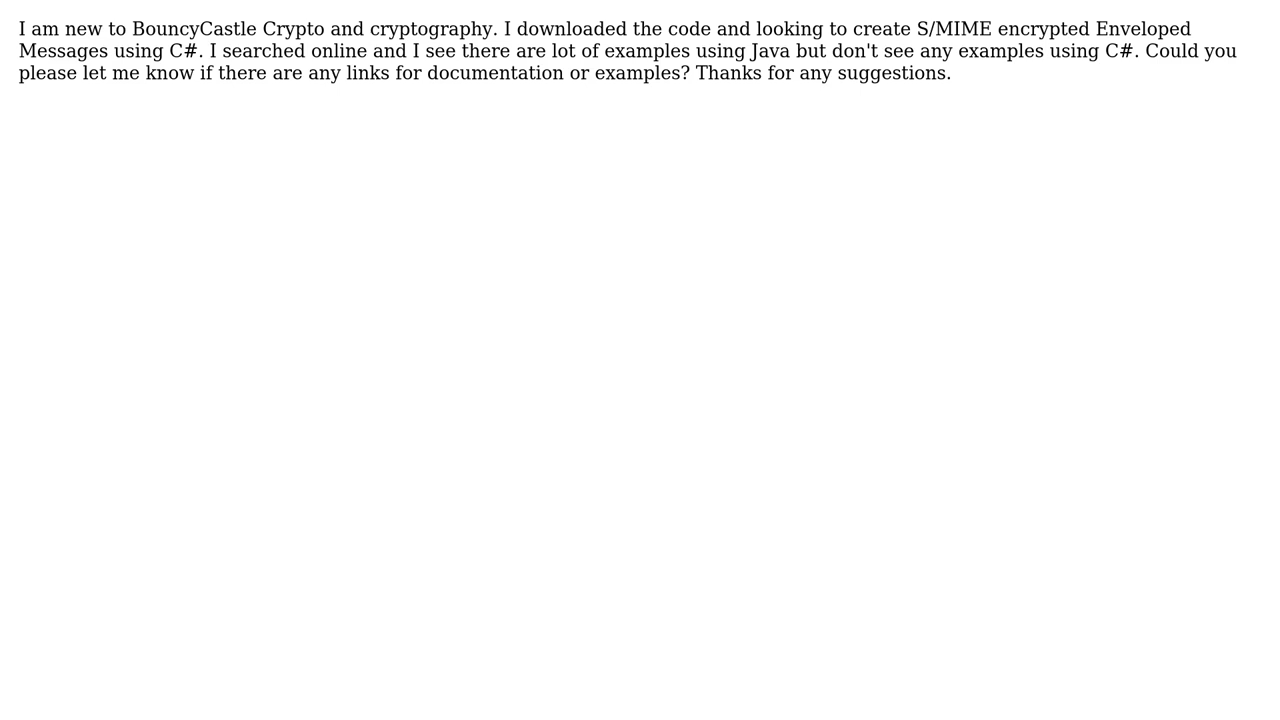 I am new to BouncyCastle Crypto and cryptography. I downloaded the code and looking to create S/MIME encrypted Enveloped
Messages using C#. I searched online and I see there are lot of examples using Java but don't see any examples using C#. Could you
please let me know if there are any links for documentation or examples? Thanks for any suggestions.